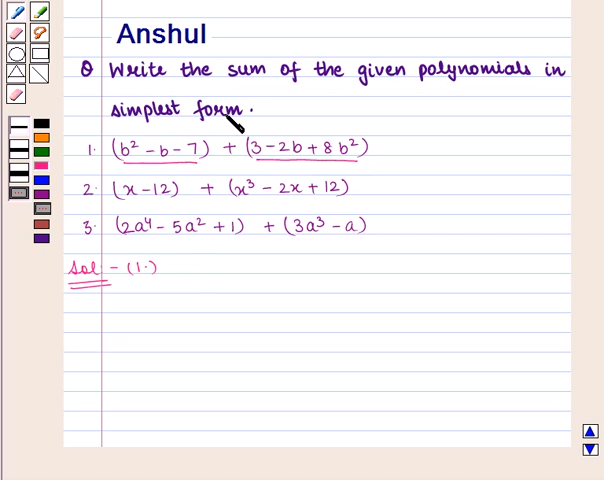 Anshul
Q Write the sum of the given polynomials in
simplest form.
1. (b² - b - 7) + (3 - 2b + 8b²)
2. (x - 12) + (x³ - 2x + 12)
3. (2a⁴ - 5a² + 1) + (3a³ - a)
Sol - (1.)